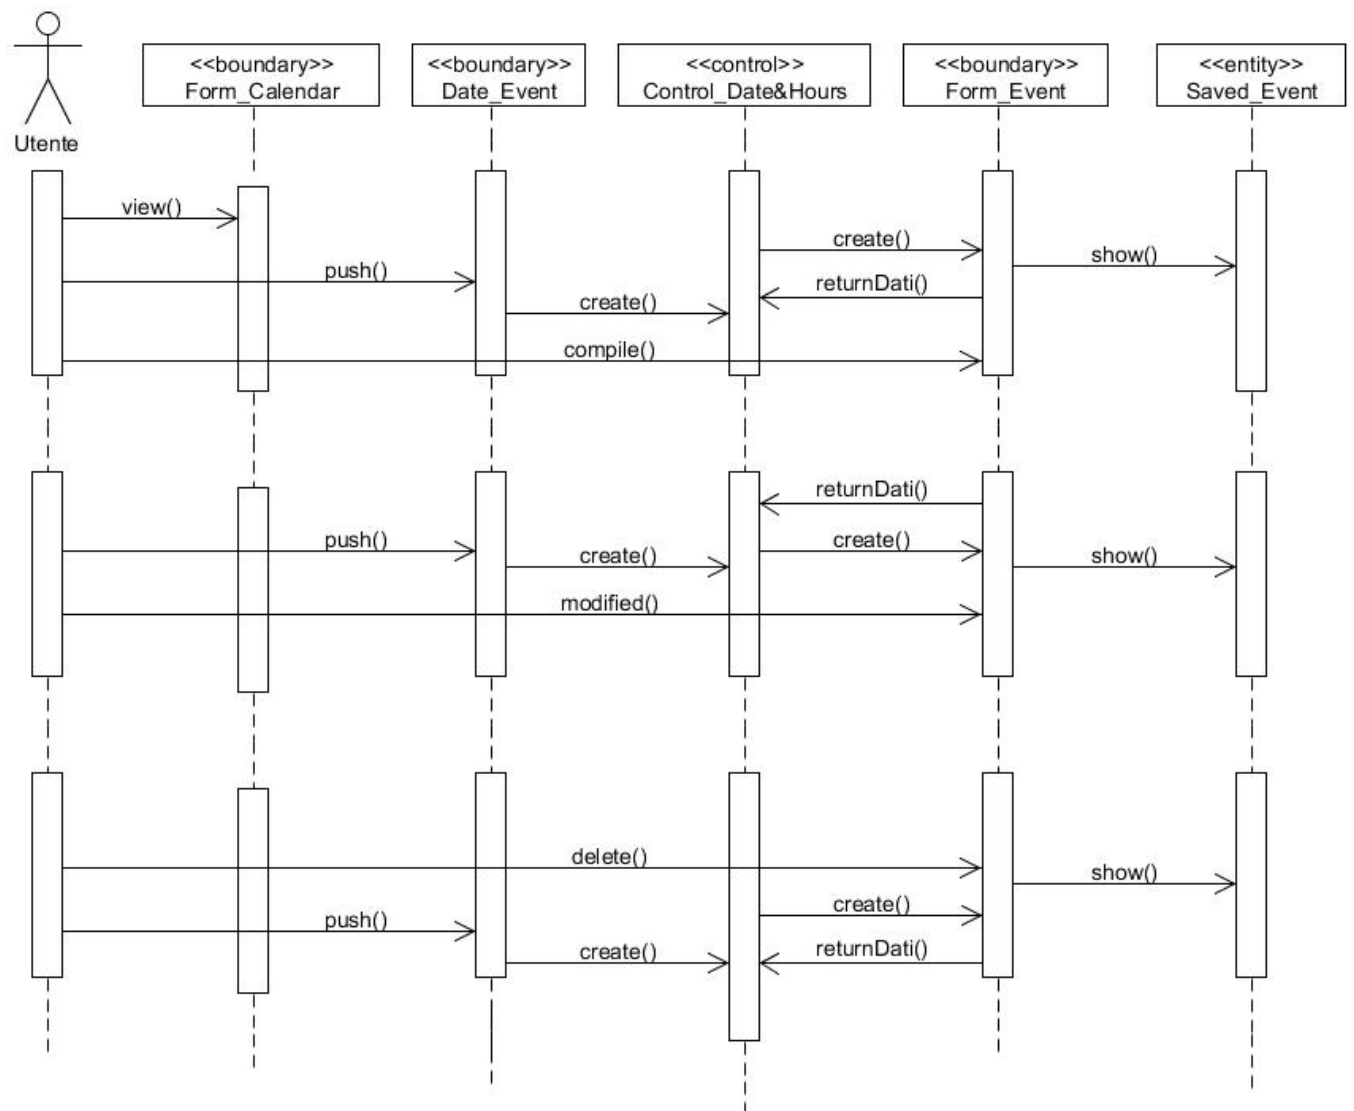 Utente
<<boundary>>
Form_Calendar
<<boundary>>
Date_Event
<<control>>
Control_Date&Hours
<<boundary>>
Form_Event
<<entity>>
Saved_Event
view()
create()
show()
push()
returnDati()
create()
compile()
returnDati()
push()
create()
create()
show()
modified()
delete()
show()
create()
push()
create()
returnDati()